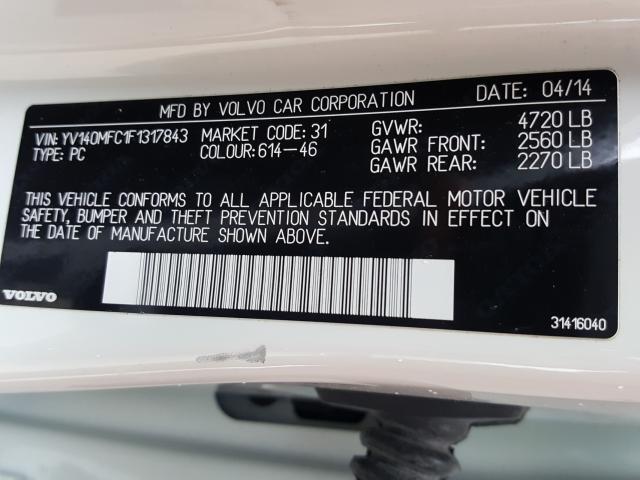 MFD BY VOLVO CAR CORPORATION DATE: 04/14
VIN: YV140MFC1F1317843 MARKET CODE: 31 GVWR: 4720 LB
TYPE: PC COLOUR: 614-46 GAWR FRONT: 2560 LB
GAWR REAR: 2270 LB
THIS VEHICLE CONFORMS TO ALL APPLICABLE FEDERAL MOTOR VEHICLE
SAFETY, BUMPER AND THEFT PREVENTION STANDARDS IN EFFECT ON
THE DATE OF MANUFACTURE SHOWN ABOVE.
VOLVO 31416040